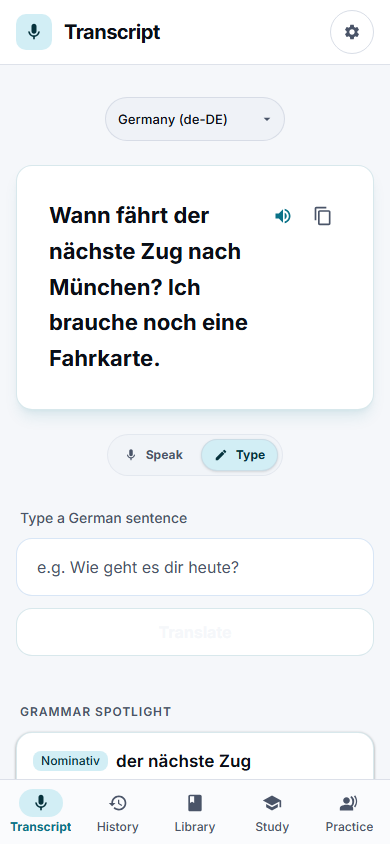 Transcript
Germany (de-DE)
Wann fährt der
nächste Zug nach
München? Ich
brauche noch eine
Fahrkarte.
Speak
Type
Type a German sentence
e.g. Wie geht es dir heute?
Translate
GRAMMAR SPOTLIGHT
Nominativ der nächste Zug
Transcript History Library Study Practice